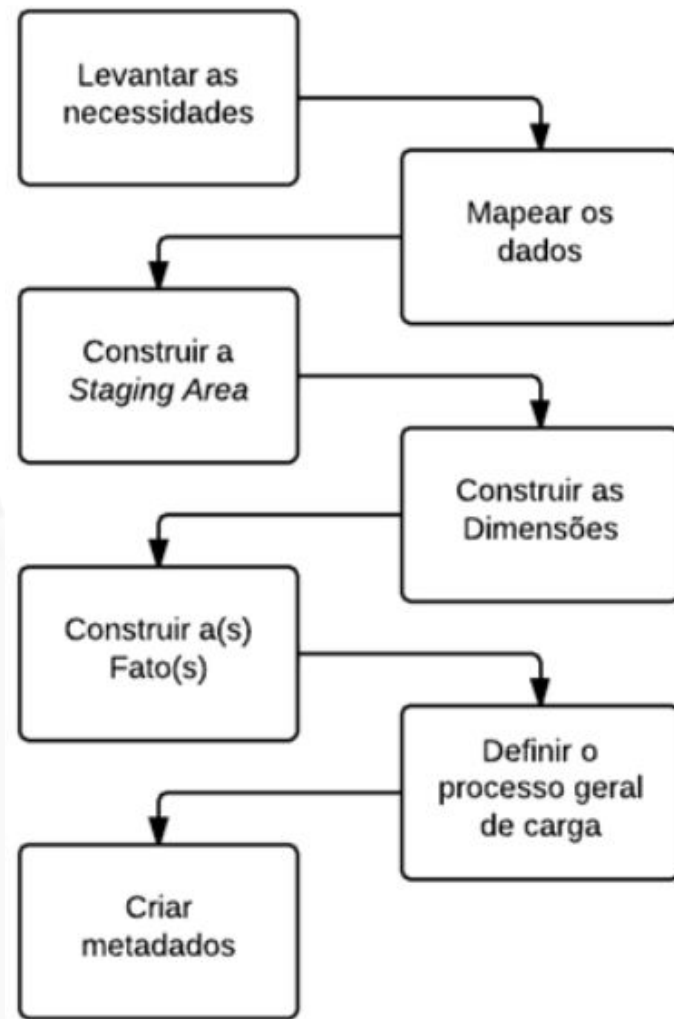 Levantar as
necessidades
Mapear os
dados
Construir a
Staging Area
Construir as
Dimensões
Construir a(s)
Fato(s)
Definir o
processo geral
de carga
Criar
metadados